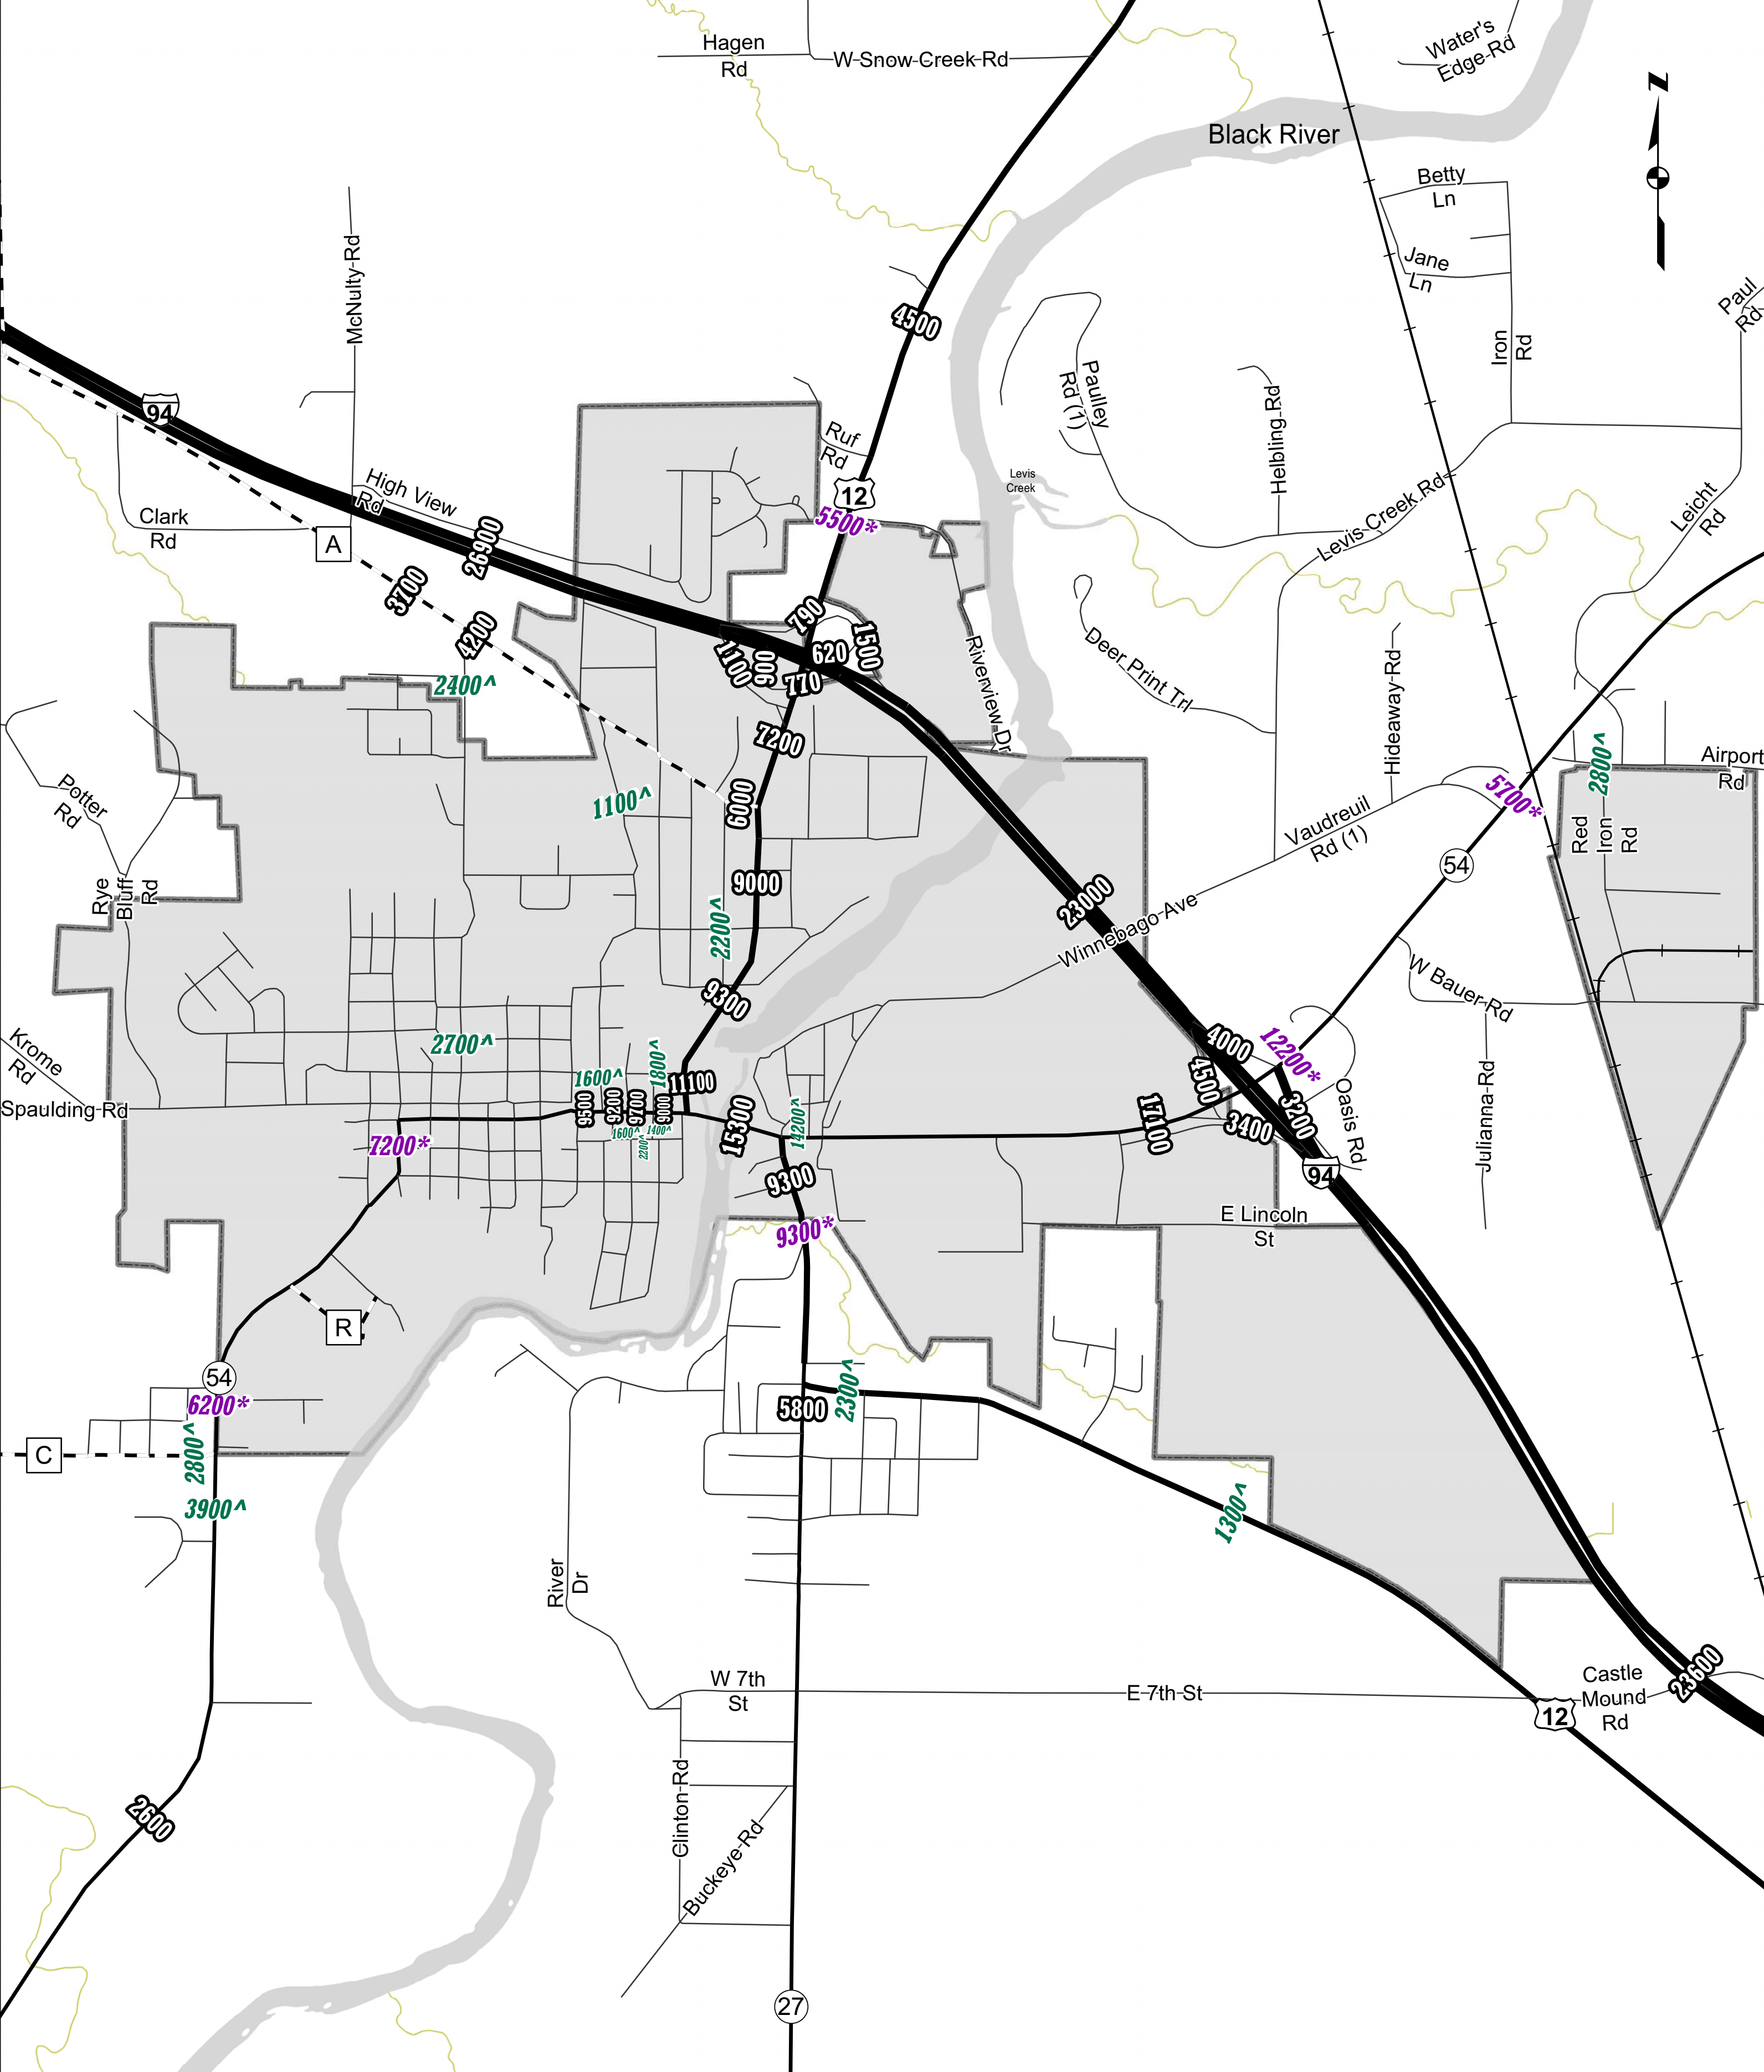 Hagen
Rd
W Snow Creek Rd
Water's
Edge Rd
Z
Black River
Betty
Ln
Jane
Ln
McNulty Rd
4500
Paul
Rd
Iron
Rd
Paulley
Rd (1)
Helbling Rd
94
Ruf
Rd
12
5500*
Levis
Creek
High View
Rd
Clark
Rd
A
26900
3700
4200
Levis Creek Rd
Leicht
Rd
790
1500
620
1100
900
770
2400^
Riverview Dr
Deer Print Trl
Hideaway Rd
7200
6000
1100^
Potter
Rd
5700*
2800^
Airport
Rd
Vaudreuil
Rd (1)
Red
Iron
Rd
54
Rye
Bluff
Rd
9000
2200^
23000
Winnebago Ave
W Bauer Rd
9300
2700^
Krome
Rd
Spaulding Rd
1600^
1800^
11100
9500
9200
9700
9000
1600^
1400^
2200^
15300
14200^
7200*
17100
4000
4500
12200*
3200
3400
Oasis Rd
Julianna Rd
94
9300
9300*
E Lincoln
St
R
54
6200*
C
2800^
3900^
5800
2300^
1300^
River
Dr
W 7th
St
E 7th St
Castle
Mound
Rd
23600
12
Clinton Rd
Buckeye Rd
2600
27